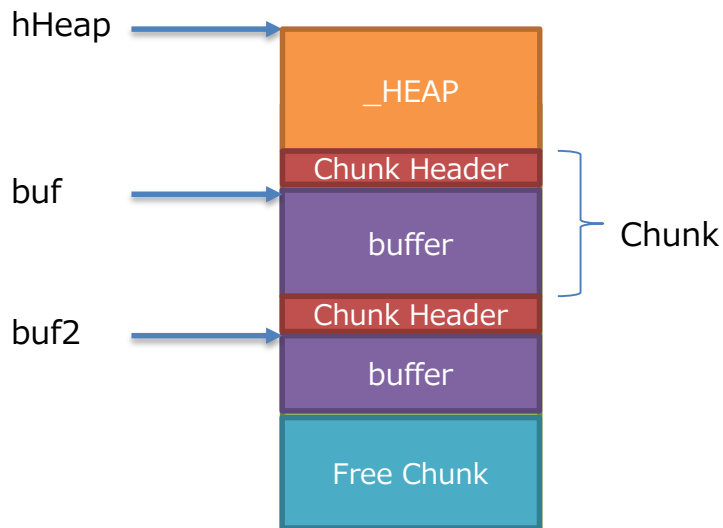 hHeap
_HEAP
Chunk Header
buf
buffer
Chunk
Chunk Header
buf2
buffer
Free Chunk